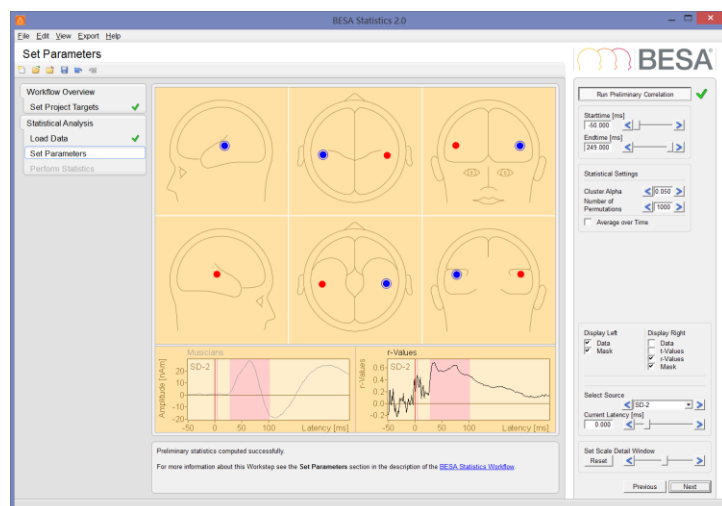 BESA Statistics 2.0
File Edit View Export Help
Set Parameters
BESA
Workflow Overview
Set Project Targets
Statistical Analysis
Load Data
Set Parameters
Perform Statistics
Musicians
SD-2
Amplitude [nAm]
20
10
0
-10
-20
-50 0 50 100 150 Latency [ms]
r-Values
SD-2
r-Values
0.6
0.4
0.2
0.0
-0.2
-50 0 50 100 150 Latency [ms]
Preliminary statistics computed successfully.
For more information about this Workstep see the Set Parameters section in the description of the BESA Statistics Workflow.
Run Preliminary Correlation
Starttime [ms]
-50.000
Endtime [ms]
249.000
Statistical Settings
Cluster Alpha 0.050
Number of
Permutations 1000
Average over Time
Display Left Display Right
Data Data
Mask t-Values
r-Values
Mask
Select Source
SD-2
Current Latency [ms]
0.000
Set Scale Detail Window
Reset
Previous Next